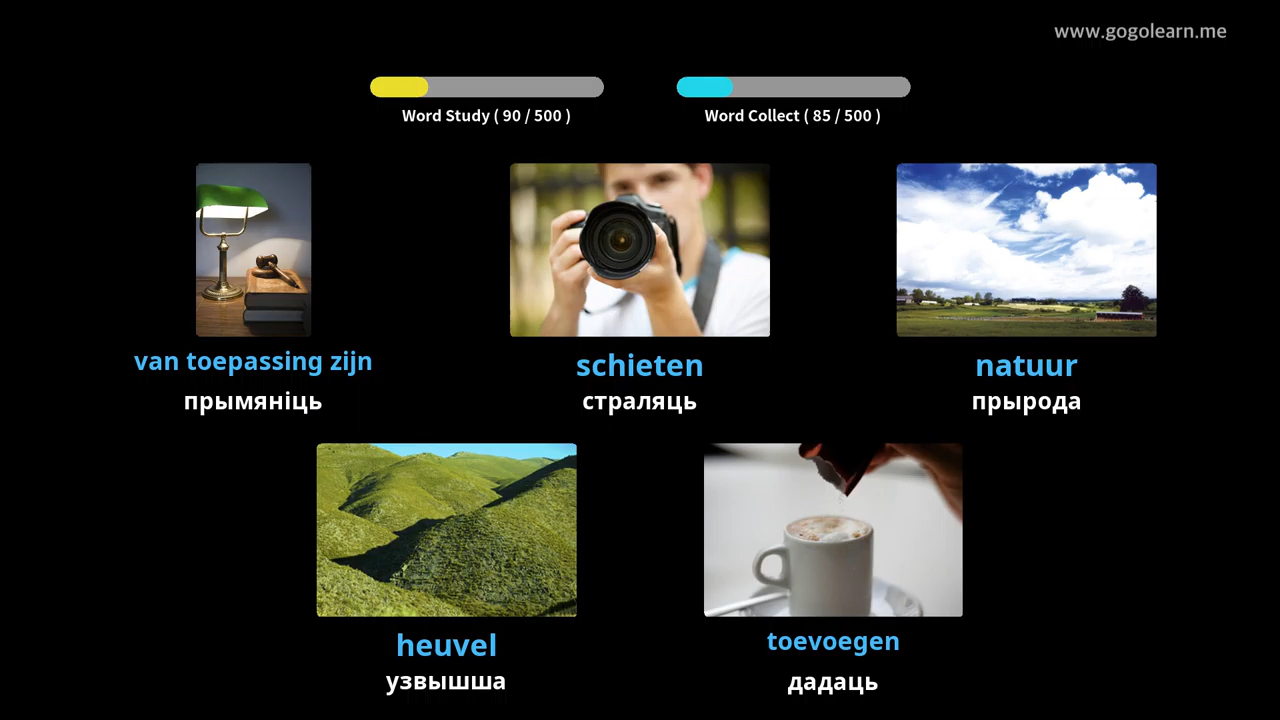 www.gogolearn.me
Word Study ( 90 / 500 )
Word Collect ( 85 / 500 )
van toepassing zijn
прымяніць
schieten
страляць
natuur
прырода
heuvel
узвышша
toevoegen
дадаць